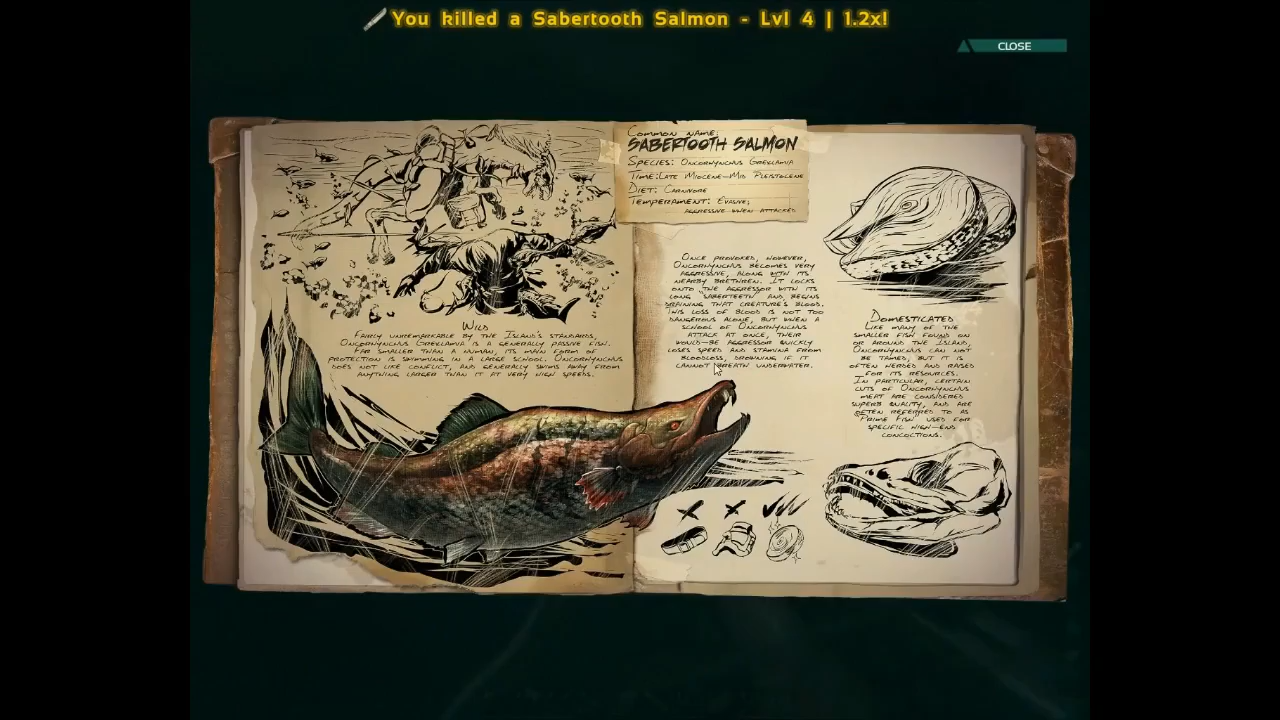 You killed a Sabertooth Salmon - Lvl 4 | 1.2x!
CLOSE
Common name:
Sabertooth Salmon
Species: Oncorhynchus Grevlamia
Time: Late Miocene-Mid Pleistocene
Diet: Carnivore
Temperament: Evasive;
aggressive when attacked
Wild
Fairly unremarkable by the Island's standards,
Oncorhynchus Grevlamia is a generally passive fish.
Far smaller than a human, its main form of
protection is swimming in a large school. Oncorhynchus
does not like conflict, and generally swims away from
anything larger than it at very high speeds.
Once provoked, however,
Oncorhynchus becomes very
aggressive, along with its
nearby brethren. It locks
onto the aggressor with its
long saberteeth and begins
draining that creature's blood.
This loss of blood is not too
dangerous alone, but when a
school of Oncorhynchus
attack at once, their
would-be aggressor quickly
loses speed and stamina from
bloodloss, drowning if it
cannot breath underwater.
Domesticated
Like many of the
smaller fish found on
or around the Island,
Oncorhynchus can not
be tamed, but it is
often herded and raised
for its resources.
In particular, certain
cuts of Oncorhynchus
meat are considered
superb quality, and are
often referred to as
'Prime Fish' used for
specific high-end
concoctions.